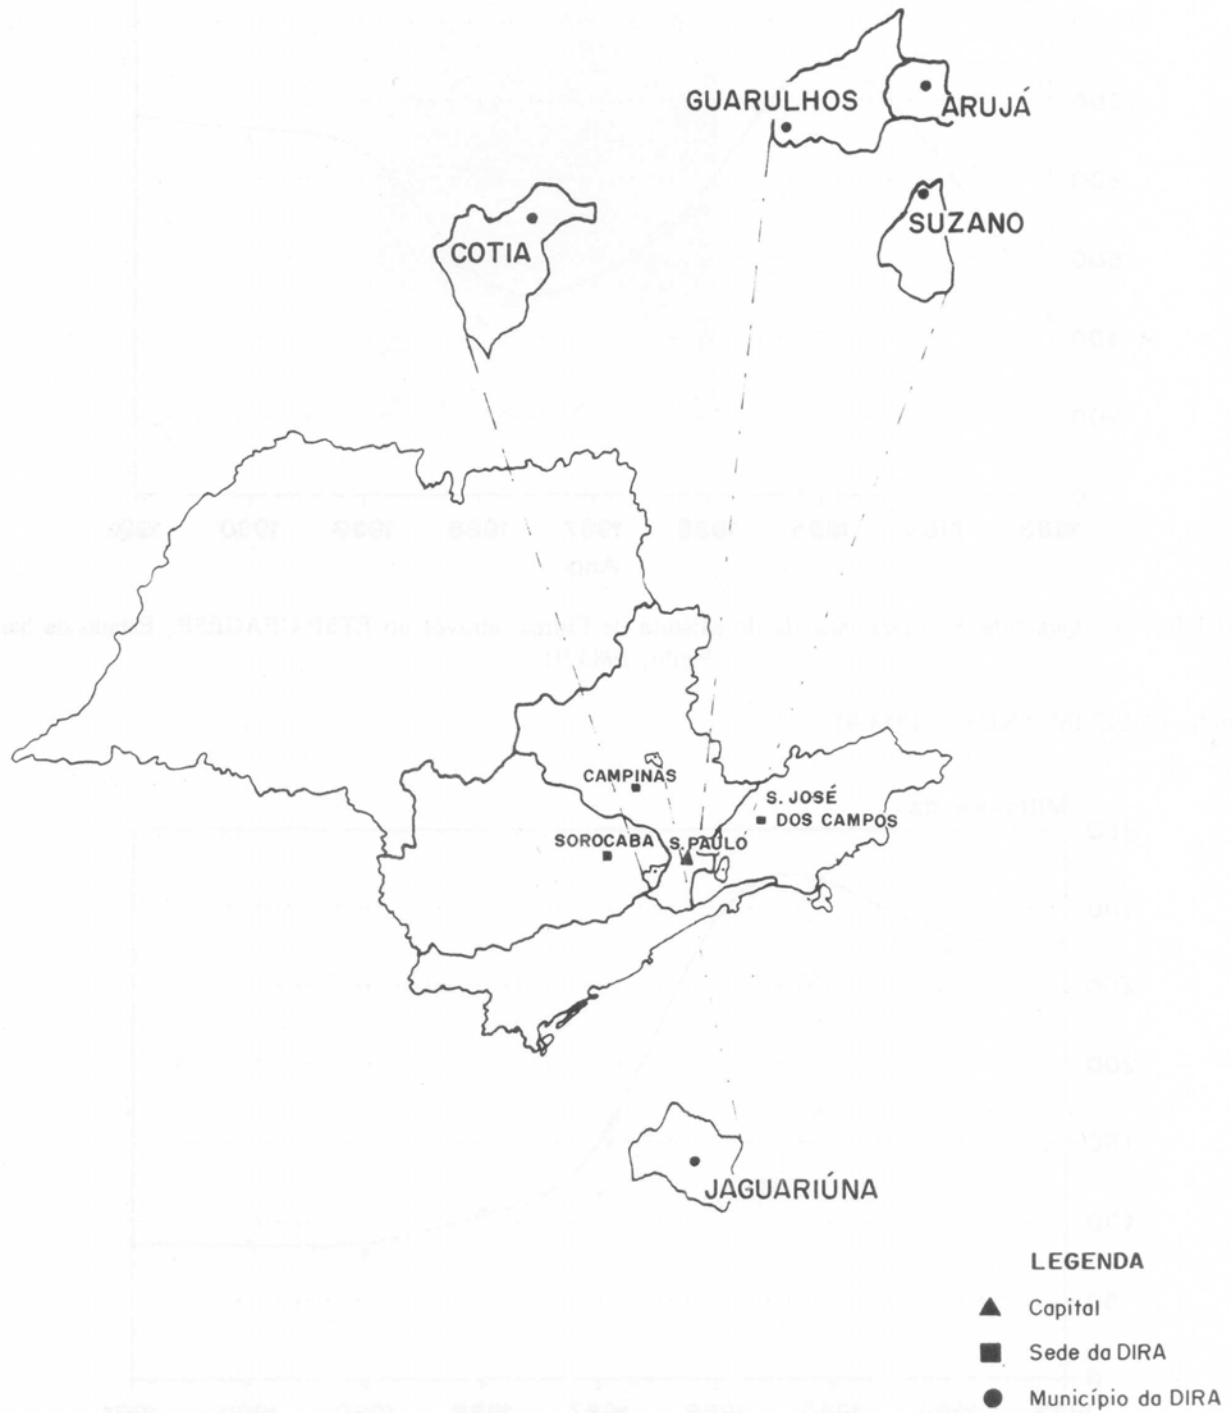 GUARULHOS
ARUJÁ
SUZANO
COTIA
CAMPINAS
S. JOSÉ
DOS CAMPOS
SOROCABA
S. PAULO
JAGUARIÚNA
LEGENDA
Capital
Sede da DIRA
Município da DIRA